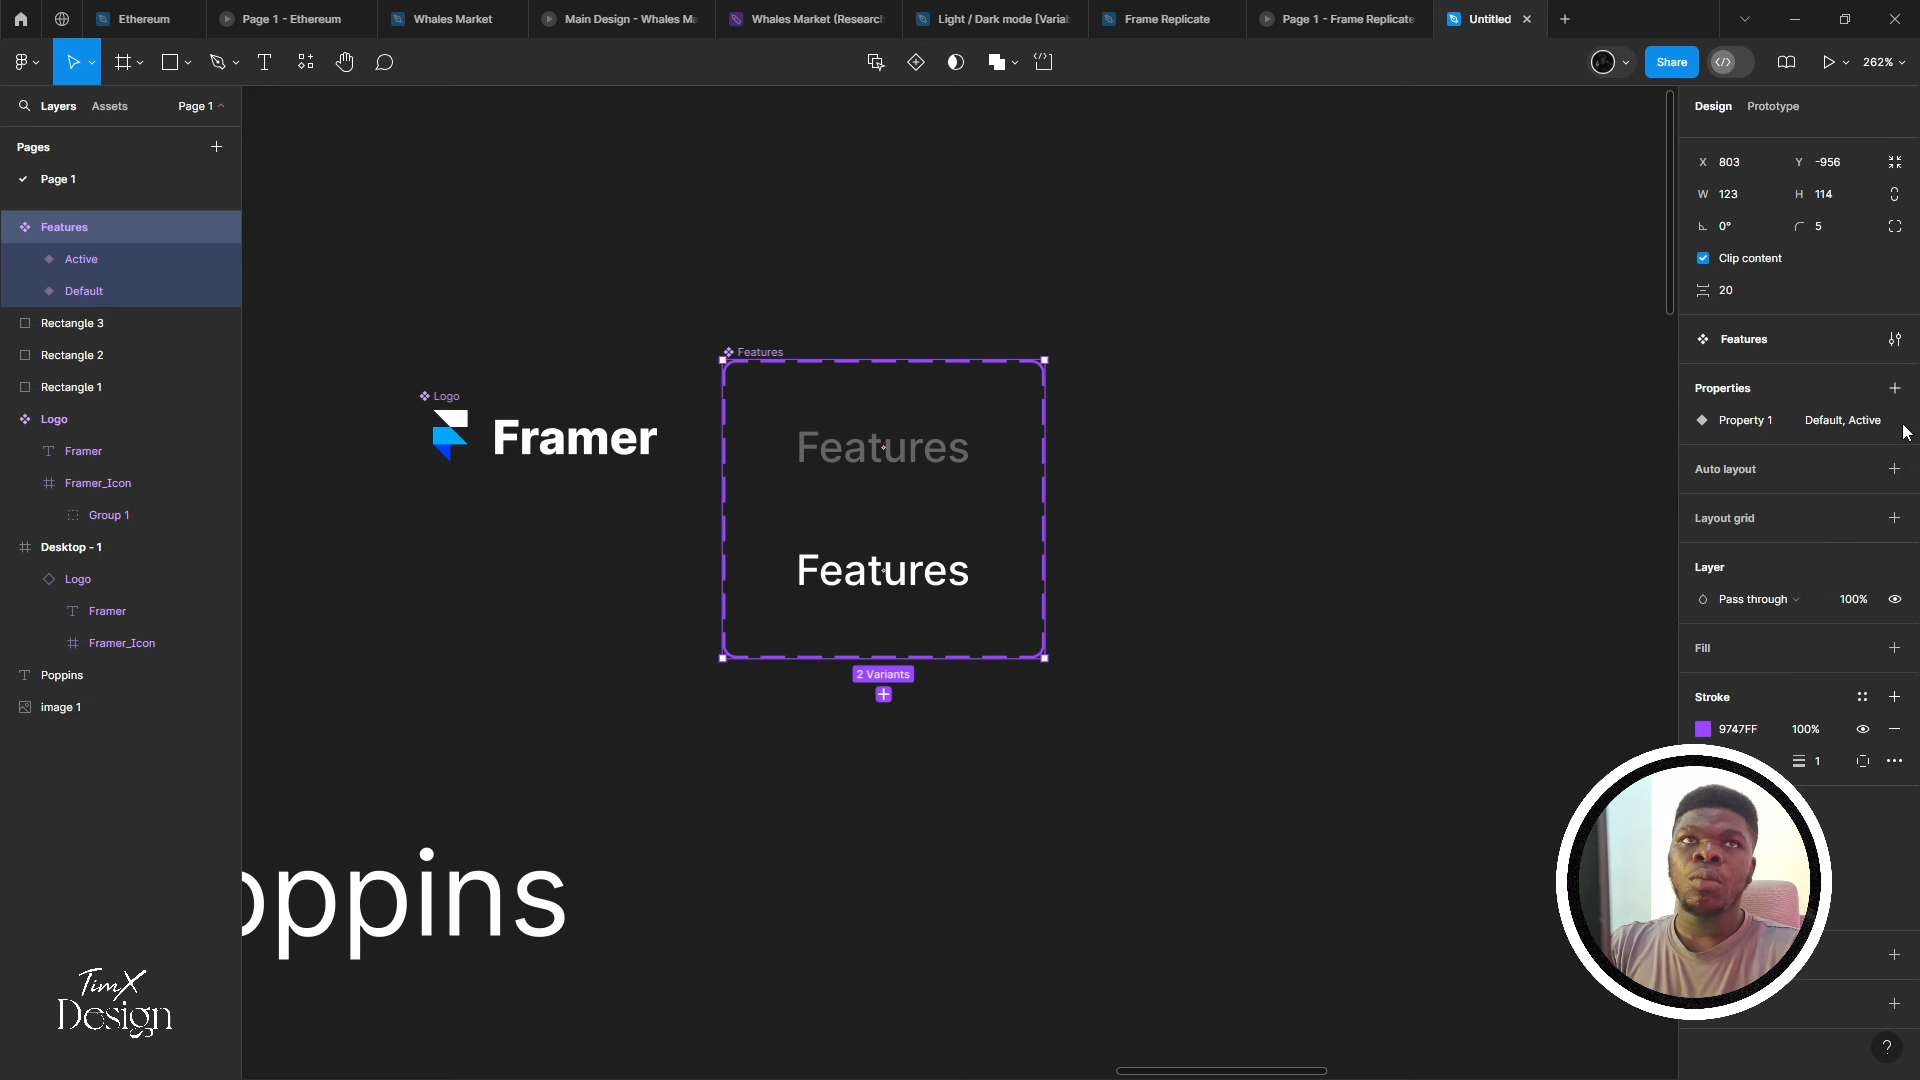 Ethereum
Page 1 - Ethereum
Whales Market
Main Design - Whales Ma
Whales Market (Research
Light / Dark mode [Variab
Frame Replicate
Page 1 - Frame Replicate
Untitled
Share
262%
Layers
Assets
Page 1
Pages
Page 1
Features
Active
Default
Rectangle 3
Rectangle 2
Rectangle 1
Logo
Framer
Framer_Icon
Group 1
Desktop - 1
Logo
Framer
Framer_Icon
Poppins
image 1
TimX
Design
Logo
Framer
Features
Features
Features
2 Variants
oppins
Design
Prototype
X 803
Y -956
W 123
H 114
0°
5
Clip content
20
Features
Properties
Property 1
Default, Active
Auto layout
Layout grid
Layer
Pass through
100%
Fill
Stroke
9747FF
100%
1
?